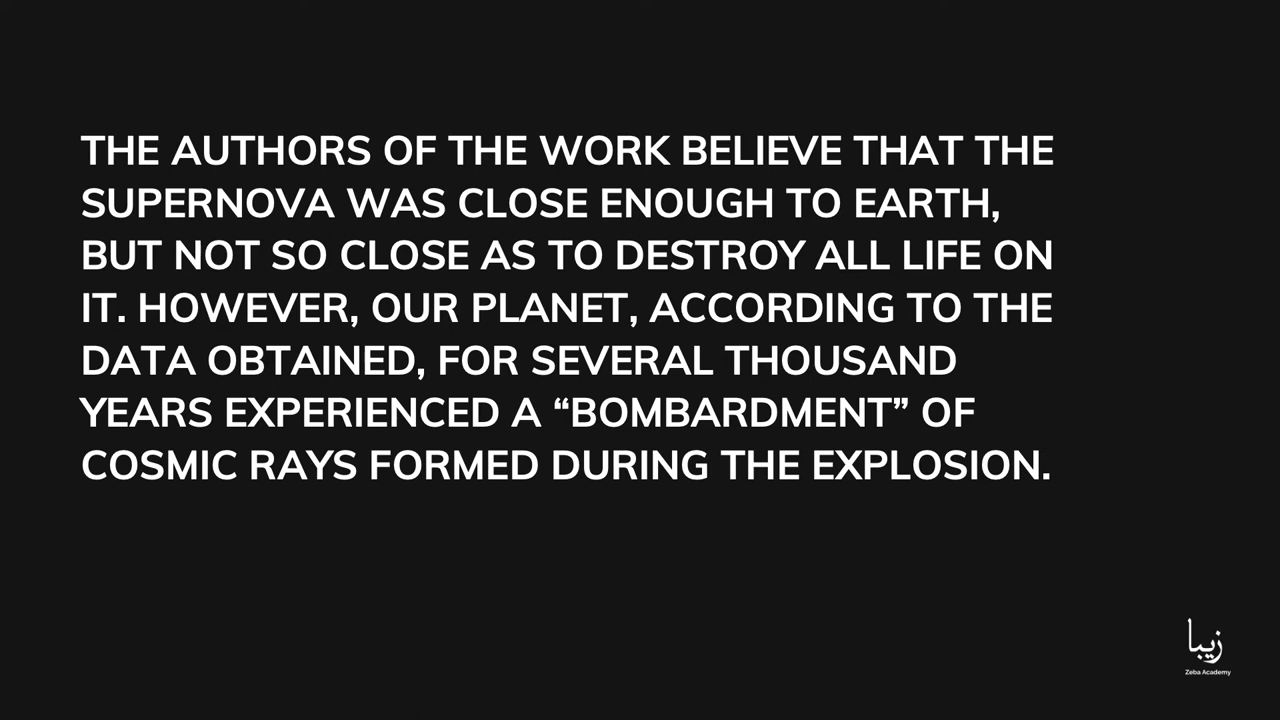 THE AUTHORS OF THE WORK BELIEVE THAT THE
SUPERNOVA WAS CLOSE ENOUGH TO EARTH,
BUT NOT SO CLOSE AS TO DESTROY ALL LIFE ON
IT. HOWEVER, OUR PLANET, ACCORDING TO THE
DATA OBTAINED, FOR SEVERAL THOUSAND
YEARS EXPERIENCED A “BOMBARDMENT” OF
COSMIC RAYS FORMED DURING THE EXPLOSION.
زیبا
Zeba Academy